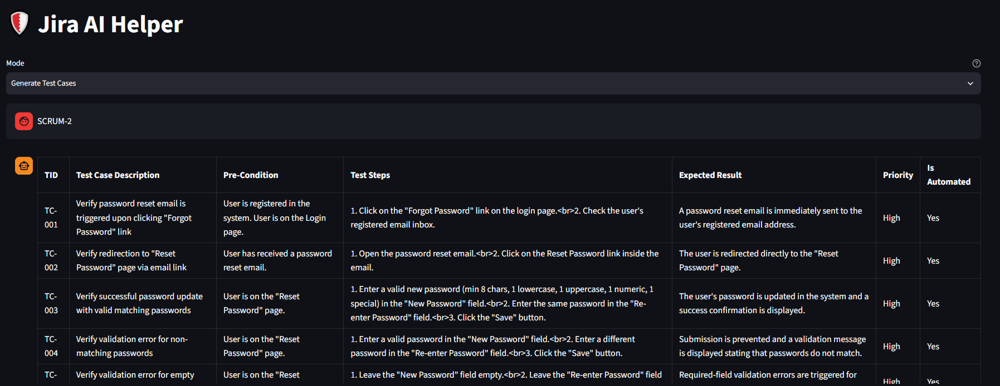 Jira AI Helper
Mode
Generate Test Cases
SCRUM-2
TID
Test Case Description
Pre-Condition
Test Steps
Expected Result
Priority
Is
Automated
TC-
001
Verify password reset email is
triggered upon clicking "Forgot
Password" link
User is registered in the
system. User is on the Login
page.
1. Click on the "Forgot Password" link on the login page.<br>2. Check the user's
registered email inbox.
A password reset email is immediately sent to the
user's registered email address.
High
Yes
TC-
002
Verify redirection to "Reset
Password" page via email link
User has received a password
reset email.
1. Open the password reset email.<br>2. Click on the Reset Password link inside the
email.
The user is redirected directly to the "Reset
Password" page.
High
Yes
TC-
003
Verify successful password update
with valid matching passwords
User is on the "Reset
Password" page.
1. Enter a valid new password (min 8 chars, 1 lowercase, 1 uppercase, 1 numeric, 1
special) in the "New Password" field.<br>2. Enter the same password in the "Re-
enter Password" field.<br>3. Click the "Save" button.
The user's password is updated in the system and a
success confirmation is displayed.
High
Yes
TC-
004
Verify validation error for non-
matching passwords
User is on the "Reset
Password" page.
1. Enter a valid password in the "New Password" field.<br>2. Enter a different
password in the "Re-enter Password" field.<br>3. Click the "Save" button.
Submission is prevented and a validation message
is displayed stating that passwords do not match.
High
Yes
TC-
Verify validation error for empty
User is on the "Reset
1. Leave the "New Password" field empty.<br>2. Leave the "Re-enter Password" field
Required-field validation errors are triggered for
High
Yes